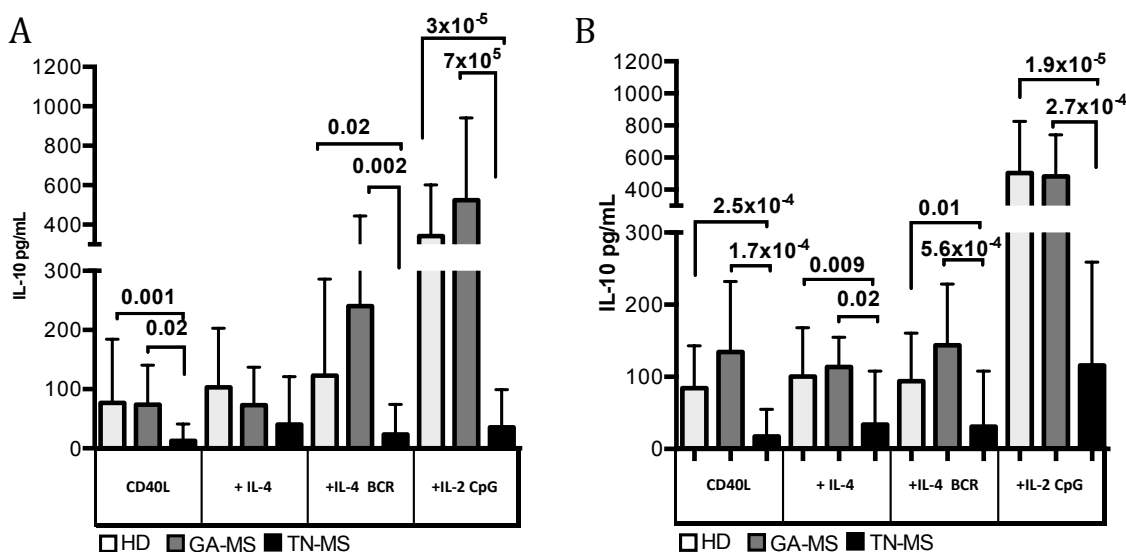 A
IL-10 pg/mL
1200
1000
800
600
400
300
200
100
0
0.001
0.02
0.02
0.002
3x10⁻⁵
7x10⁵
CD40L
+ IL-4
+IL-4 BCR
+IL-2 CpG
HD GA-MS TN-MS
B
IL-10 pg/mL
1200
1000
800
600
400
200
100
0
2.5x10⁻⁴
1.7x10⁻⁴
0.009
0.02
0.01
5.6x10⁻⁴
1.9x10⁻⁵
2.7x10⁻⁴
CD40L
+ IL-4
+IL-4 BCR
+IL-2 CpG
HD GA-MS TN-MS